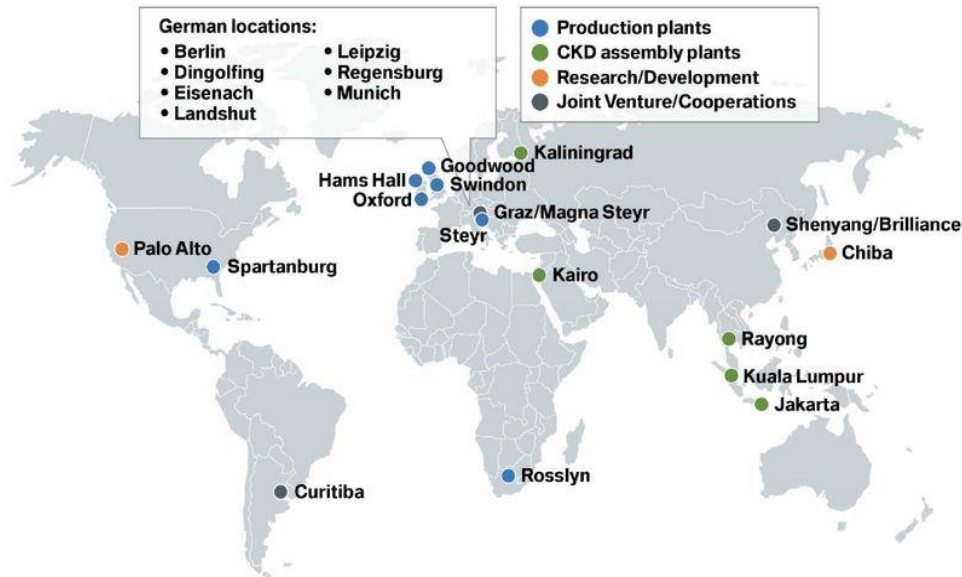 German locations:
• Berlin
• Dingolfing
• Eisenach
• Landshut
• Leipzig
• Regensburg
• Munich
Production plants
CKD assembly plants
Research/Development
Joint Venture/Cooperations
Kaliningrad
Goodwood
Hams Hall
Swindon
Oxford
Graz/Magna Steyr
Steyr
Shenyang/Brilliance
Palo Alto
Chiba
Spartanburg
Kairo
Rayong
Kuala Lumpur
Jakarta
Rosslyn
Curitiba